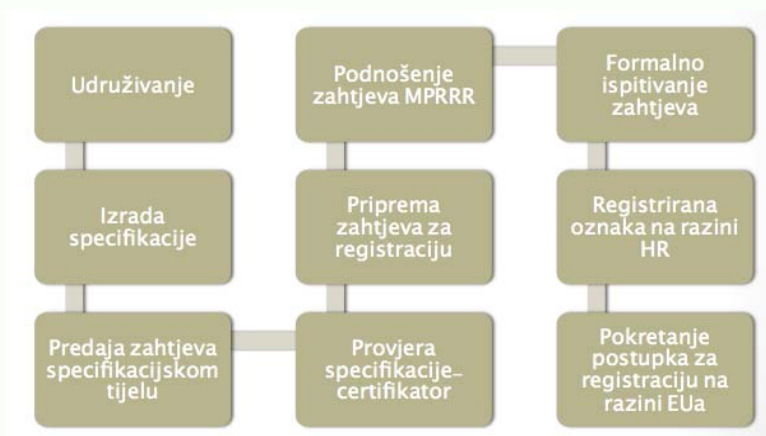 Udruživanje
Izrada
specifikacije
Predaja zahtjeva
specifikacijskom
tijelu
Provjera
specifikacije–
certifikator
Priprema
zahtjeva za
registraciju
Podnošenje
zahtjeva MPRRR
Formalno
ispitivanje
zahtjeva
Registrirana
oznaka na razini
HR
Pokretanje
postupka za
registraciju na
razini EUa